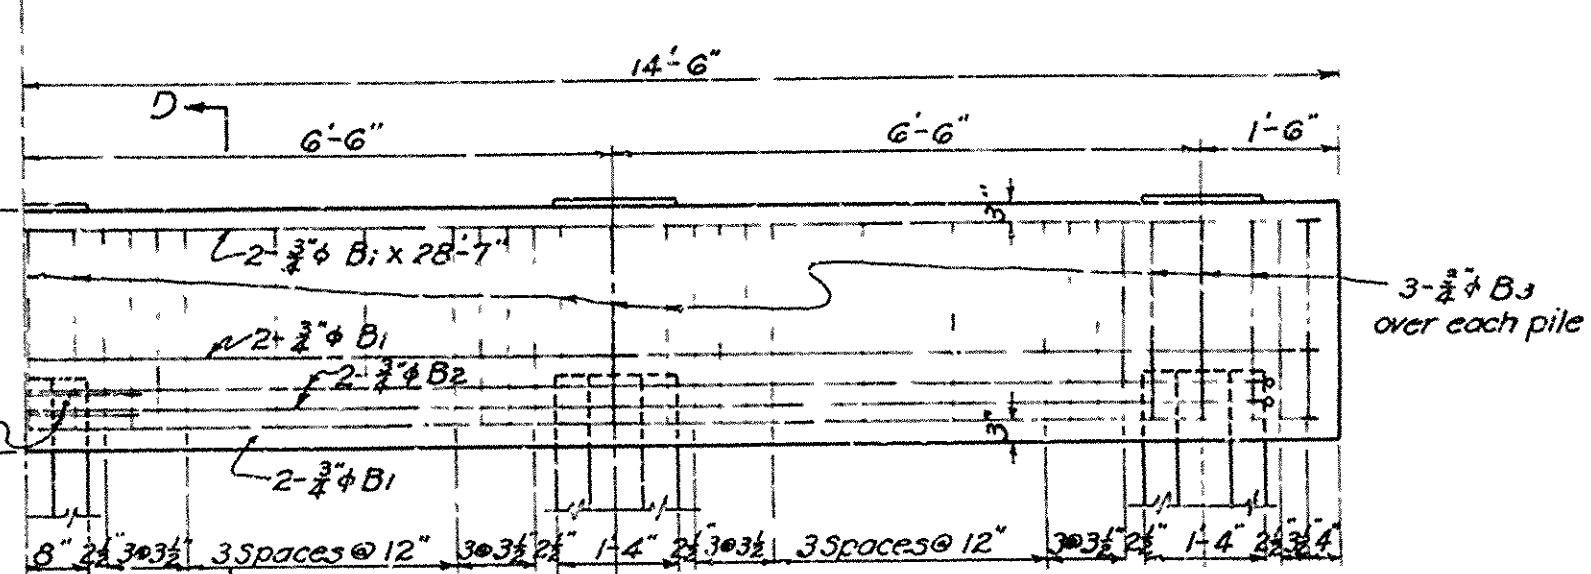 14'-6"
D
6'-6"
6'-6"
1'-6"
3"
2-3/4"ϕ B1 x 28'-7"
3-3/4"ϕ B3
over each pile
2-3/4"ϕ B1
2-3/4"ϕ B2
3"
2-3/4"ϕ B1
8" 2½" 3@3½" 3 Spaces @ 12" 3@3½" 2½" 1'-4" 2½" 3@3½" 3 Spaces @ 12" 3@3½" 2½" 1'-4" 2½" 3½" 4"